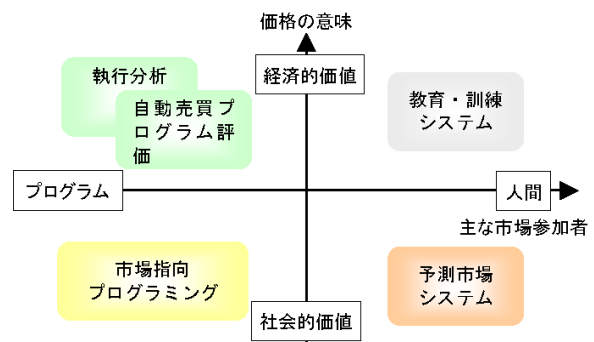 価格の意味
経済的価値
執行分析
自動売買プ
ログラム評
価
教育・訓練
システム
プログラム
人間
主な市場参加者
市場指向
プログラミング
予測市場
システム
社会的価値